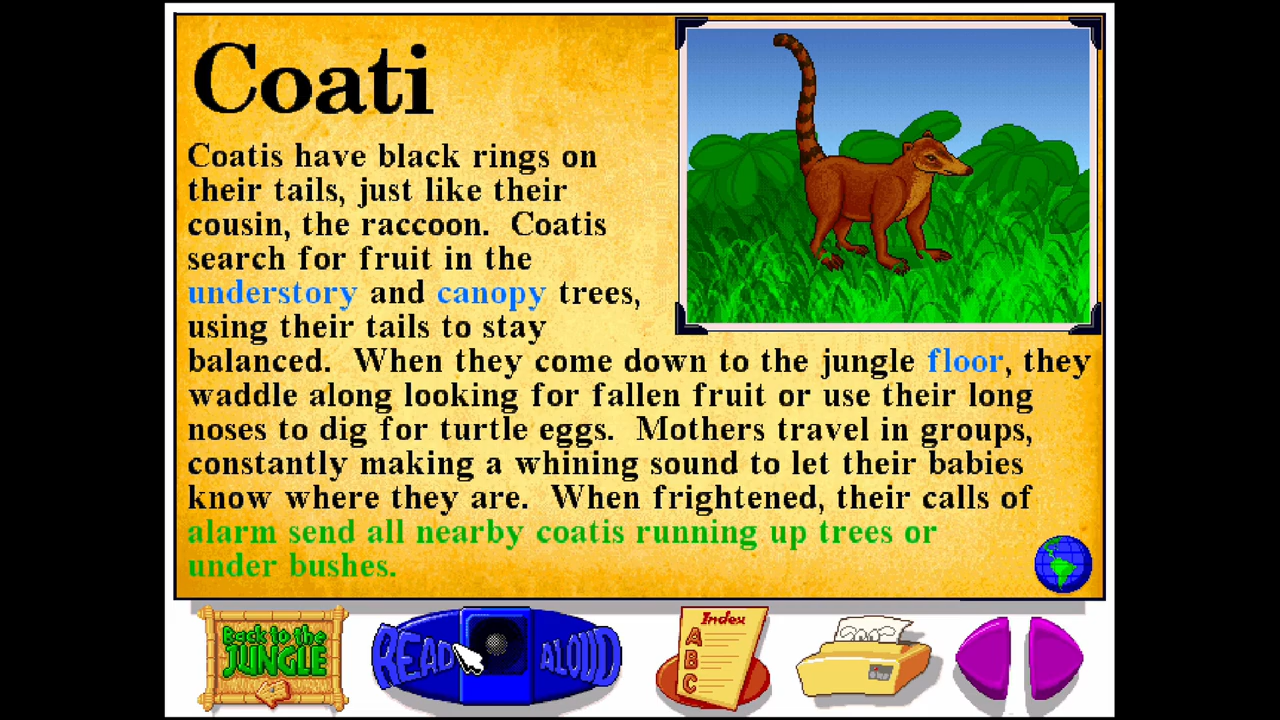 Coati
Coatis have black rings on
their tails, just like their
cousin, the raccoon.  Coatis
search for fruit in the
understory and canopy trees,
using their tails to stay
balanced.  When they come down to the jungle floor, they
waddle along looking for fallen fruit or use their long
noses to dig for turtle eggs.  Mothers travel in groups,
constantly making a whining sound to let their babies
know where they are.  When frightened, their calls of
alarm send all nearby coatis running up trees or
under bushes.
Back to the
JUNGLE
READ ALOUD
Index
A
B
C